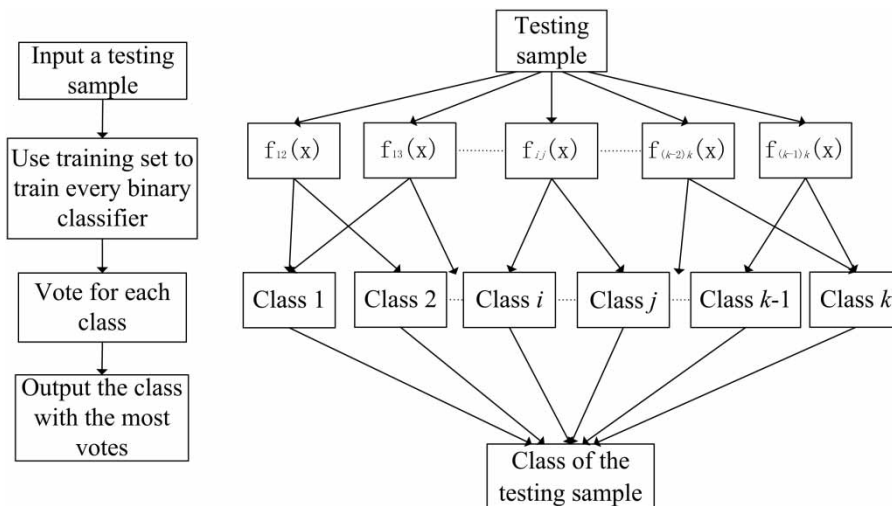 Input a testing
sample
Use training set to
train every binary
classifier
Vote for each
class
Output the class
with the most
votes
Testing
sample
f₁₂(x)
f₁₃(x)
fᵢⱼ(x)
f₍ₖ₋₂₎ₖ(x)
f₍ₖ₋₁₎ₖ(x)
Class 1
Class 2
Class i
Class j
Class k-1
Class k
Class of the
testing sample